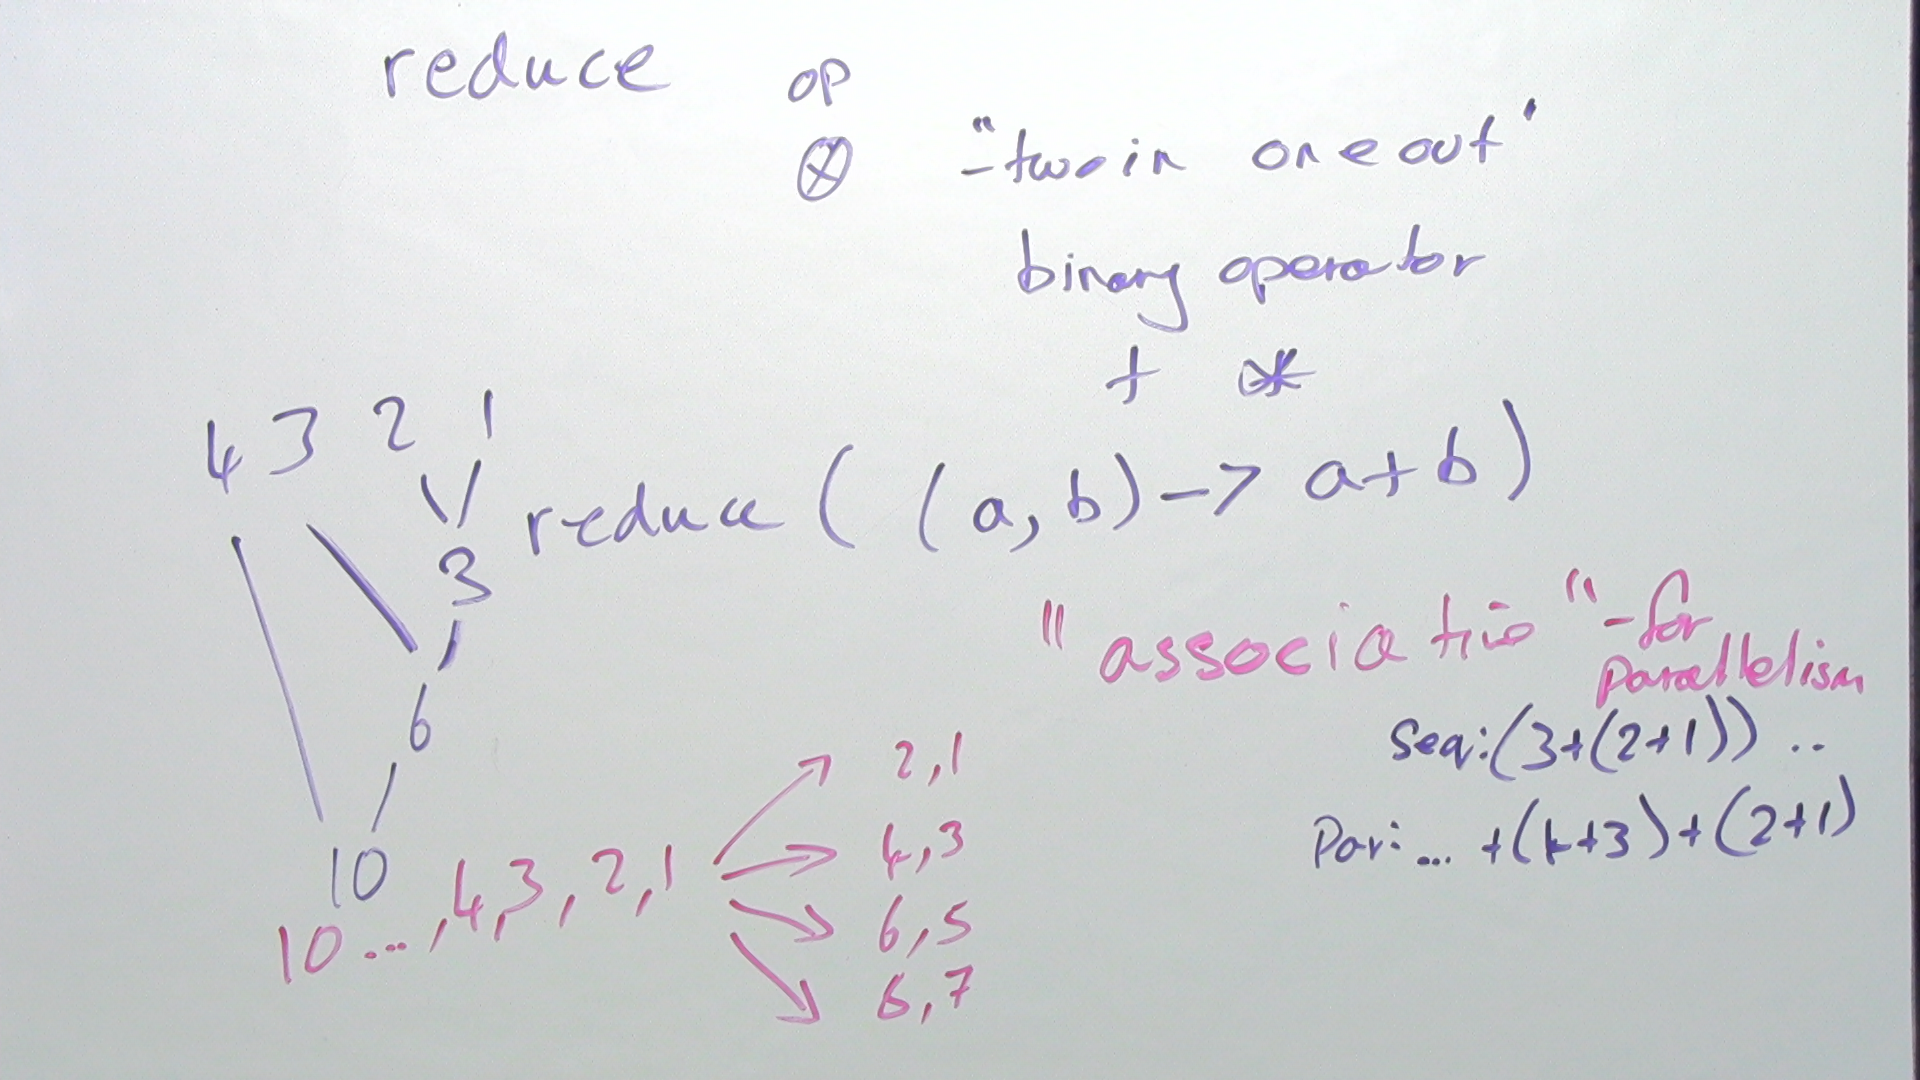 reduce op
⊗ - "two in one out"
binary operator
+ *
4 3 2 1
reduce ( (a, b) -> a + b )
3
"associative" - for
parallelism
6
Seq: (3+(2+1)) ..
2,1
Par: ... +(4+3)+(2+1)
4,3
10
10 ... ,4,3,2,1
6,5
8,7